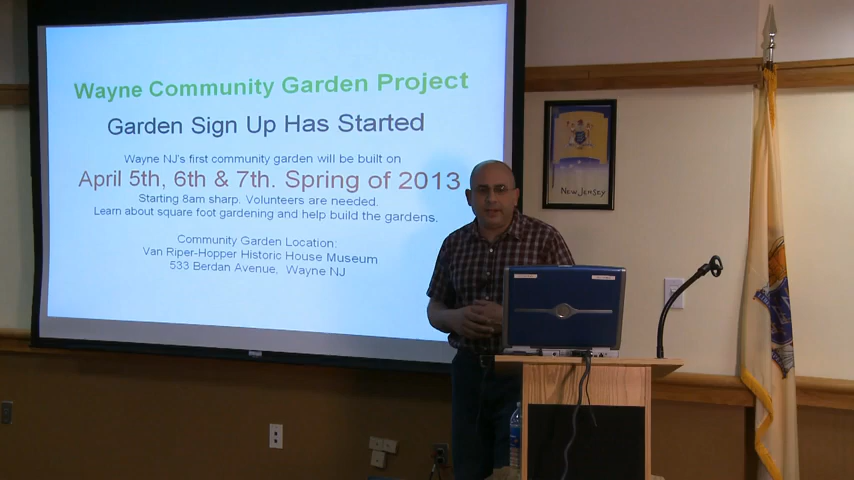 Wayne Community Garden Project
Garden Sign Up Has Started
Wayne NJ's first community garden will be built on
April 5th, 6th & 7th. Spring of 2013
Starting 8am sharp. Volunteers are needed.
Learn about square foot gardening and help build the gardens.
Community Garden Location:
Van Riper-Hopper Historic House Museum
533 Berdan Avenue, Wayne NJ
NEW JERSEY